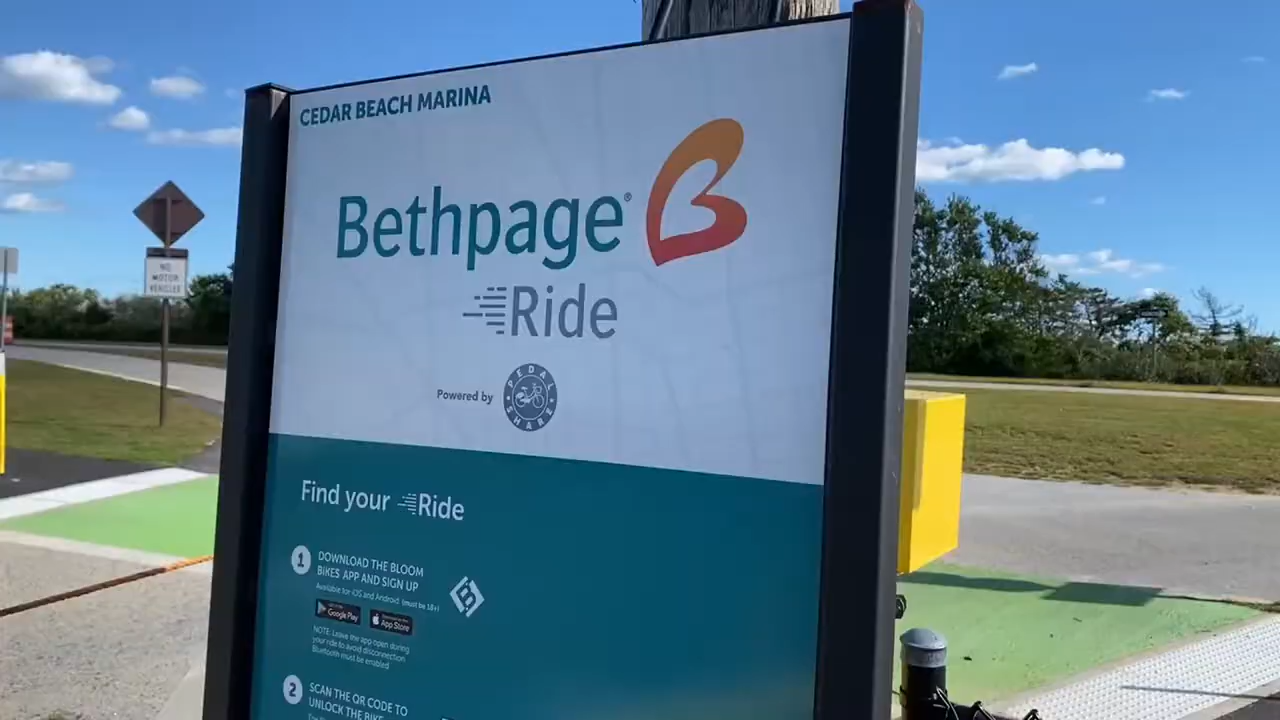 CEDAR BEACH MARINA
Bethpage®
Ride
Powered by
PEDAL SHARE
NO
MOTOR
VEHICLES
Find your Ride
1
DOWNLOAD THE BLOOM
BIKES APP AND SIGN UP
Available for iOS and Android (must be 18+)
Google Play
App Store
NOTE: Leave the app open during
your ride to avoid disconnection
Bluetooth must be enabled
2
SCAN THE QR CODE TO
UNLOCK THE BIKE